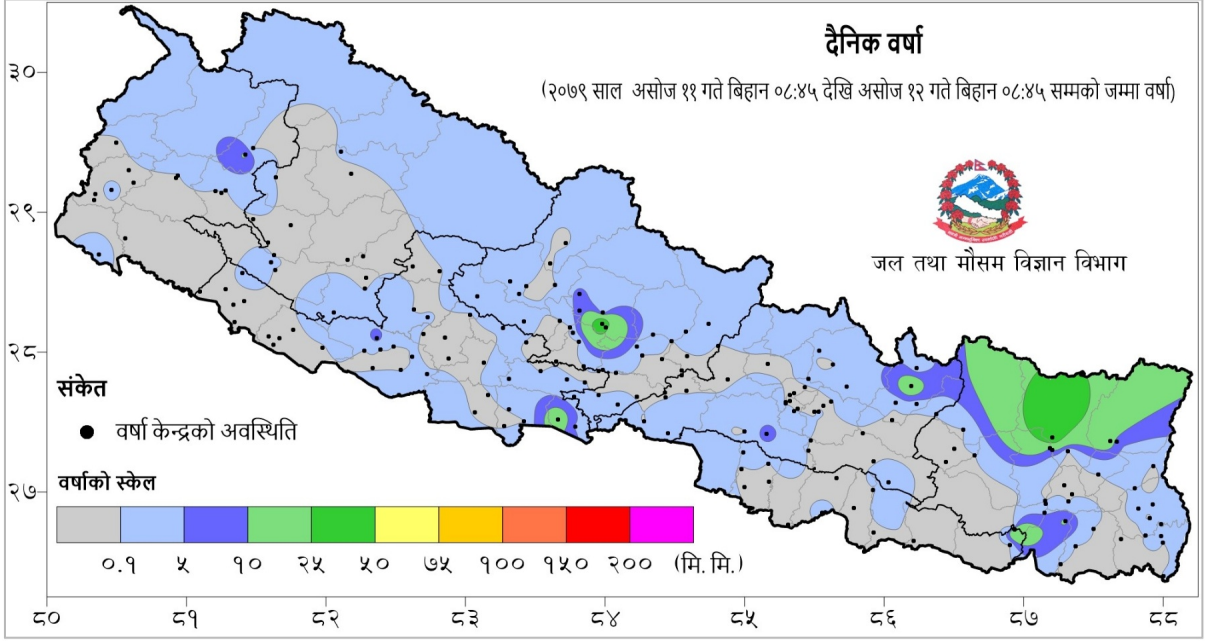 दैनिक वर्षा
(२०७९ साल असोज ११ गते बिहान ०८:४५ देखि असोज १२ गते बिहान ०८:४५ सम्मको जम्मा वर्षा)
जल तथा मौसम विज्ञान विभाग
३०
२९
२८
२७
संकेत
वर्षा केन्द्रको अवस्थिति
वर्षाको स्केल
०.१ ५ १० २५ ५० ७५ १०० १५० २०० (मि.मि.)
८० ८१ ८२ ८३ ८४ ८५ ८६ ८७ ८८